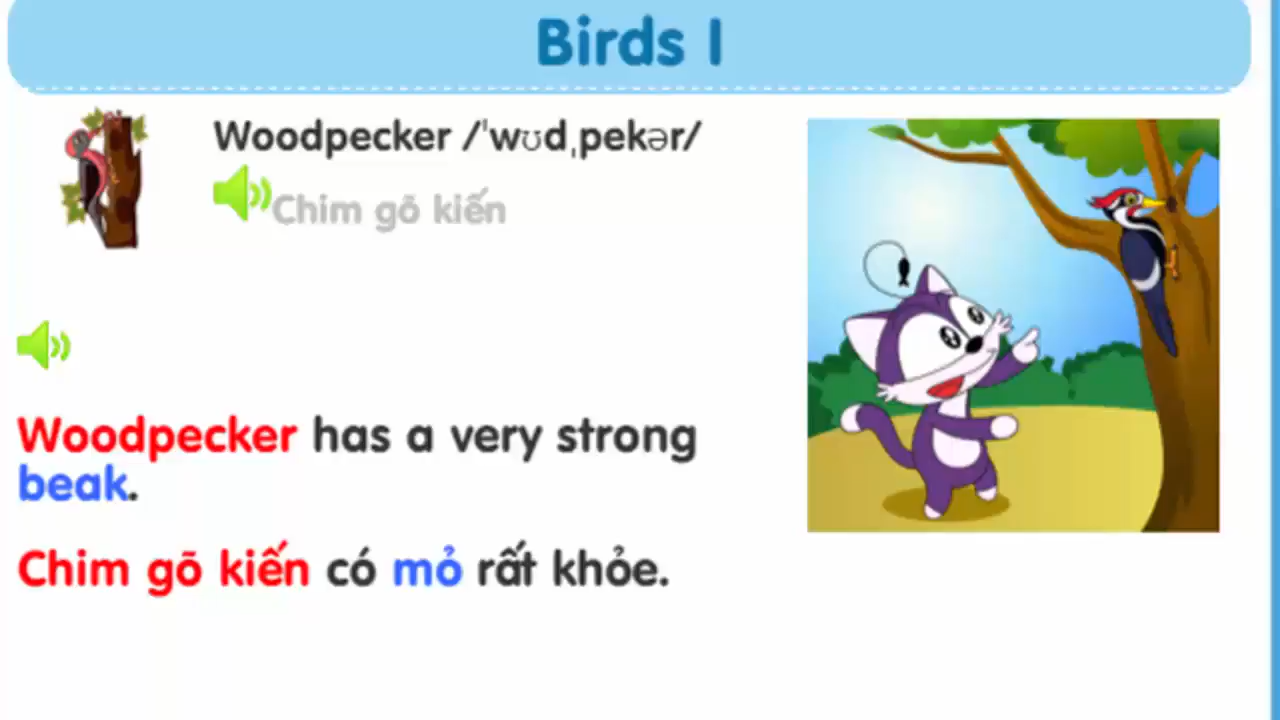 Birds I
Woodpecker /ˈwʊdˌpekər/
Chim gõ kiến
Woodpecker has a very strong
beak.
Chim gõ kiến có mỏ rất khỏe.